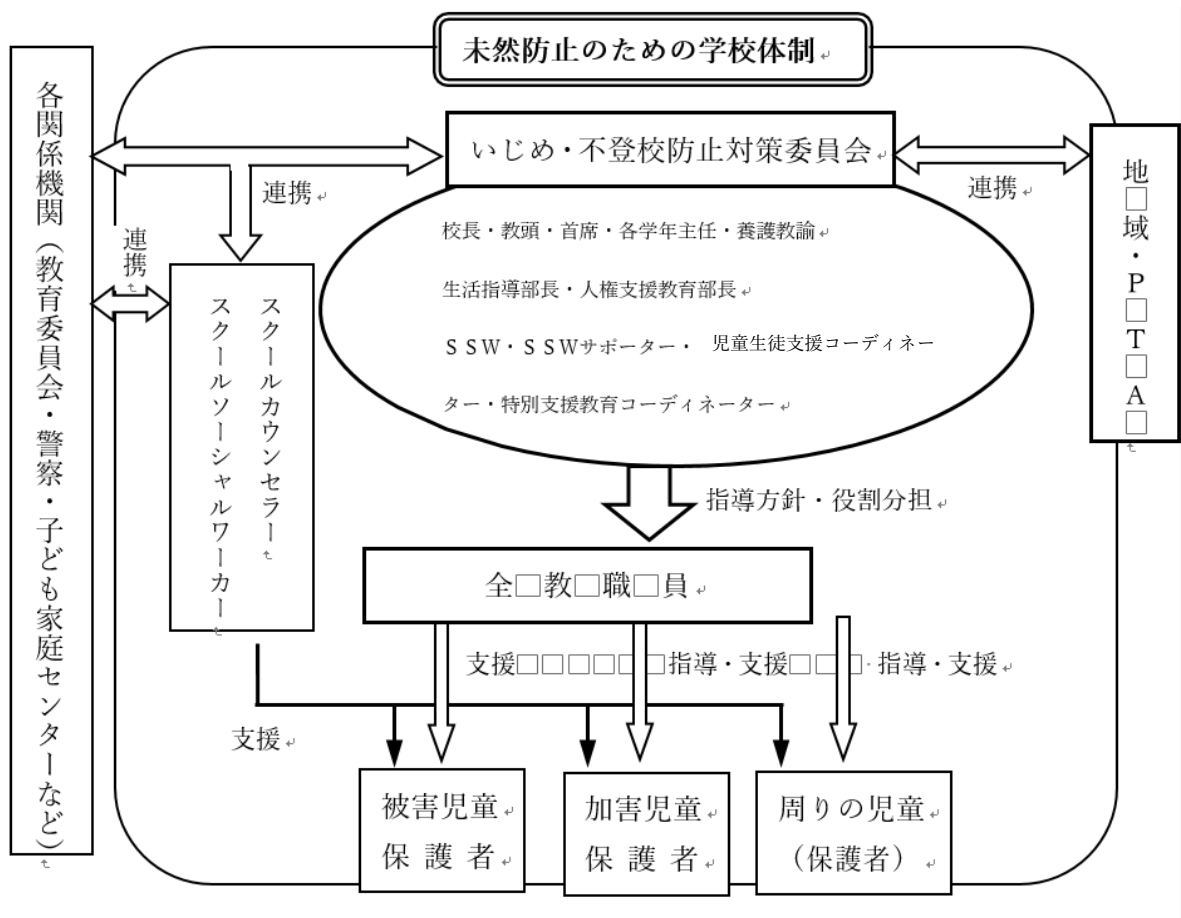 未然防止のための学校体制
各関係機関（教育委員会・警察・子ども家庭センターなど）
いじめ・不登校防止対策委員会
連携
連携
連携
地□域・Ｐ□Ｔ□Ａ□
校長・教頭・首席・各学年主任・養護教諭
生活指導部長・人権支援教育部長
ＳＳＷ・ＳＳＷサポーター・ 児童生徒支援コーディネー
ター・特別支援教育コーディネーター
スクールカウンセラー
スクールソーシャルワーカー
指導方針・役割分担
全□教□職□員
支援□□□□□□指導・支援□□□ 指導・支援
支援
被害児童
保 護 者
加害児童
保 護 者
周りの児童
（保護者）